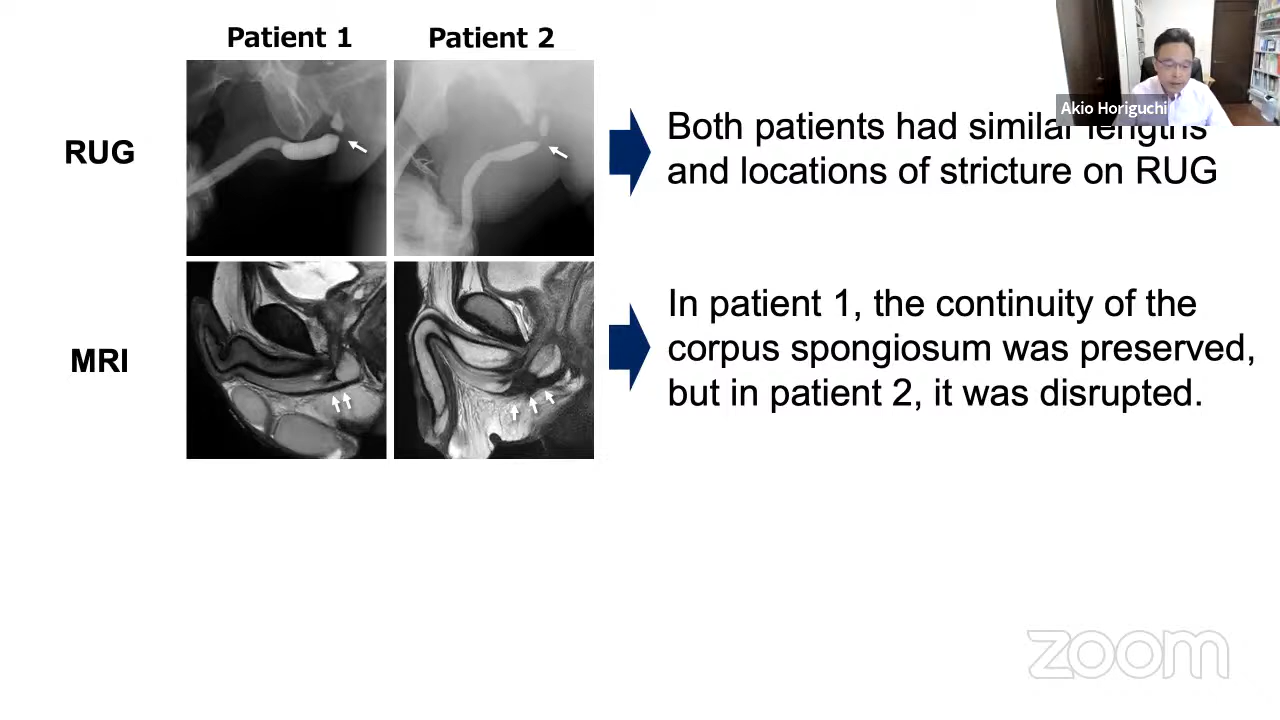 Patient 1
Patient 2
Akio Horiguchi
RUG
Both patients had similar lengths
and locations of stricture on RUG
MRI
In patient 1, the continuity of the
corpus spongiosum was preserved,
but in patient 2, it was disrupted.
zoom